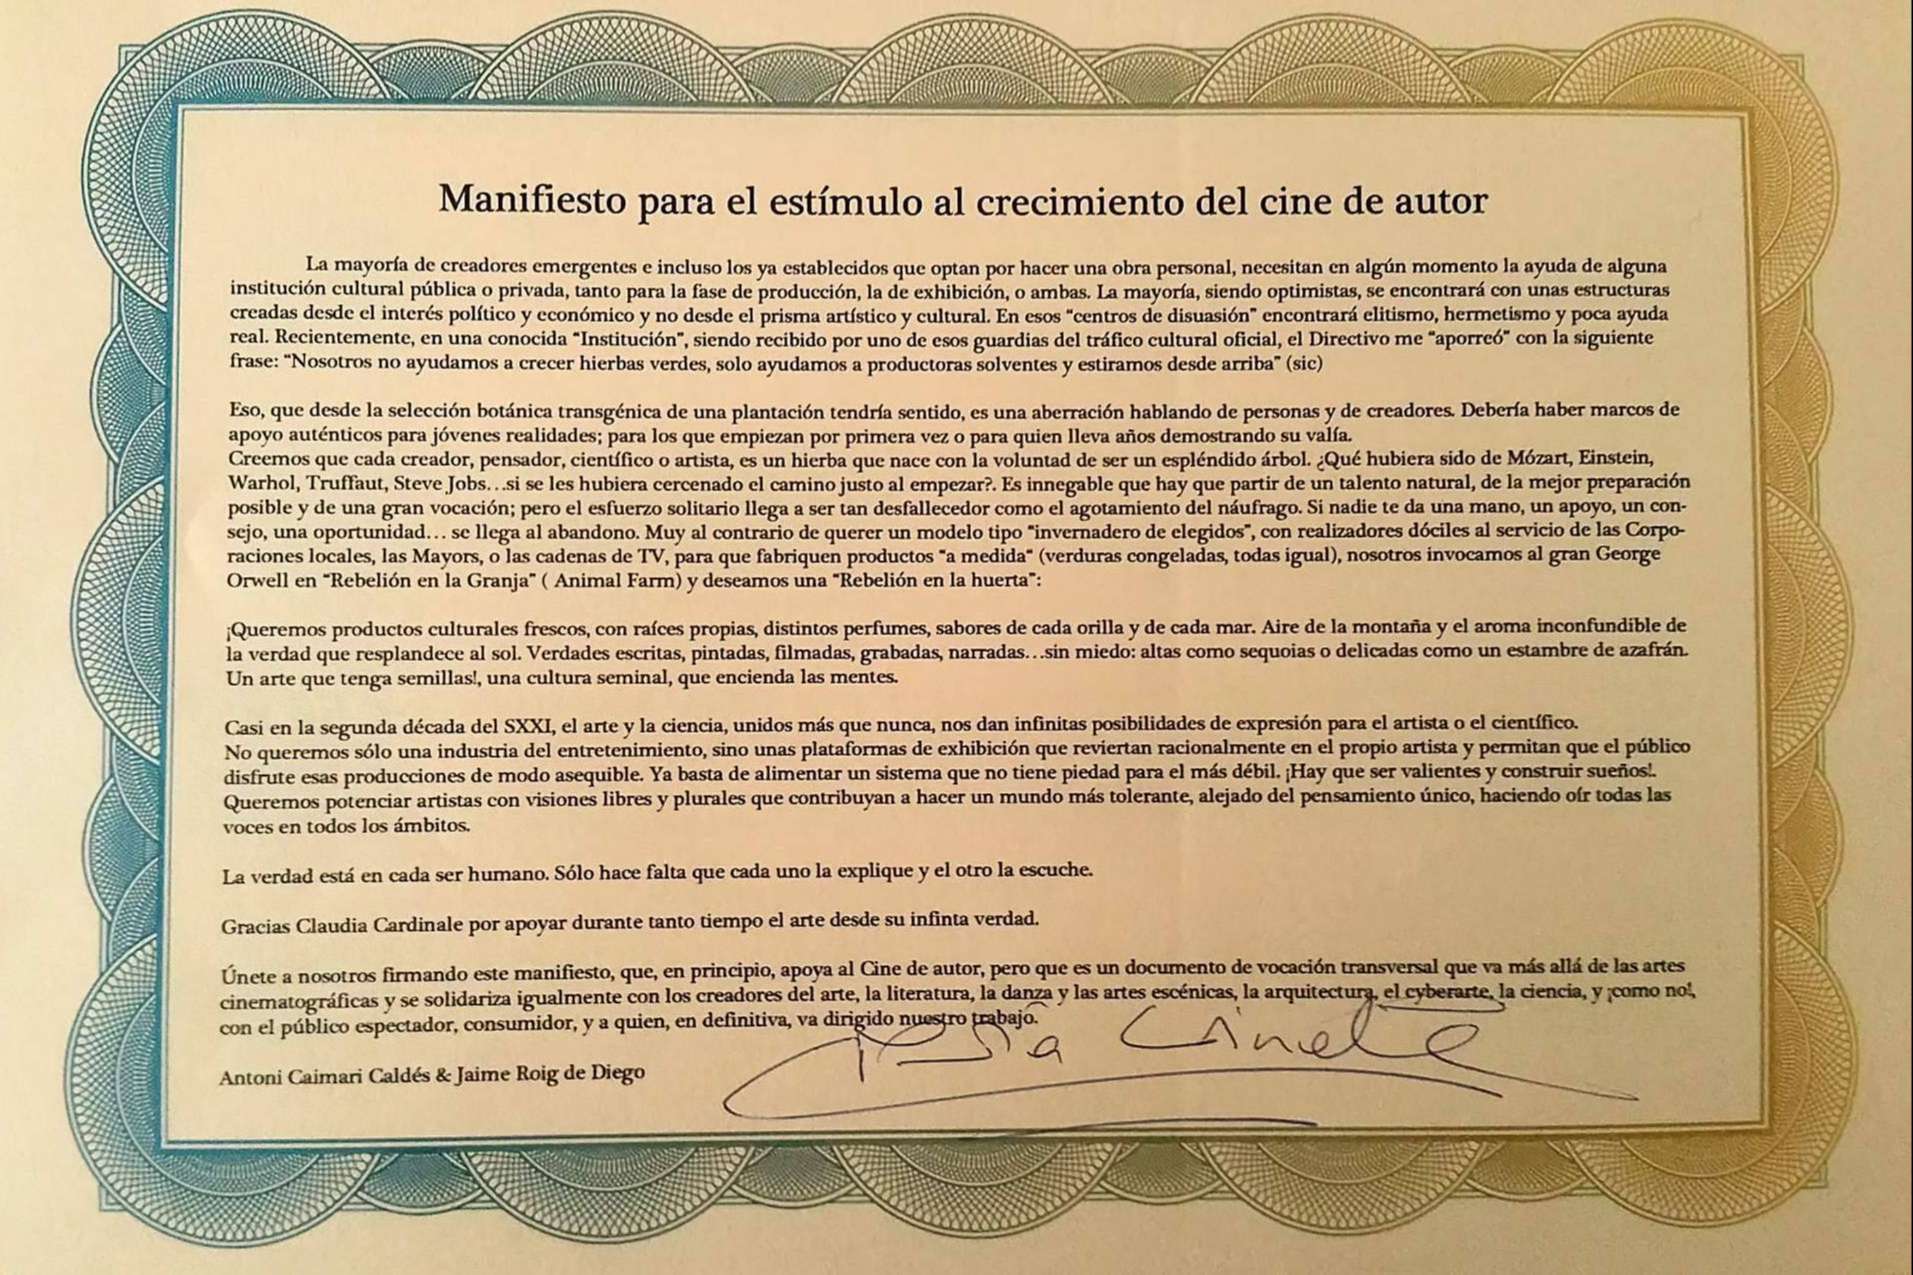 Manifiesto para el estímulo al crecimiento del cine de autor
La mayoría de creadores emergentes e incluso los ya establecidos que optan por hacer una obra personal, necesitan en algún momento la ayuda de alguna
institución cultural pública o privada, tanto para la fase de producción, la de exhibición, o ambas. La mayoría, siendo optimistas, se encontrará con unas estructuras
creadas desde el interés político y económico y no desde el prisma artístico y cultural. En esos “centros de disuasión” encontrará elitismo, hermetismo y poca ayuda
real. Recientemente, en una conocida “Institución”, siendo recibido por uno de esos guardias del tráfico cultural oficial, el Directivo me “aporreó” con la siguiente
frase: “Nosotros no ayudamos a crecer hierbas verdes, solo ayudamos a productoras solventes y estiramos desde arriba” (sic)
Eso, que desde la selección botánica transgénica de una plantación tendría sentido, es una aberración hablando de personas y de creadores. Debería haber marcos de
apoyo auténticos para jóvenes realidades; para los que empiezan por primera vez o para quien lleva años demostrando su valía.
Creemos que cada creador, pensador, científico o artista, es un hierba que nace con la voluntad de ser un espléndido árbol. ¿Qué hubiera sido de Mózart, Einstein,
Warhol, Truffaut, Steve Jobs…si se les hubiera cercenado el camino justo al empezar?. Es innegable que hay que partir de un talento natural, de la mejor preparación
posible y de una gran vocación; pero el esfuerzo solitario llega a ser tan desfallecedor como el agotamiento del náufrago. Si nadie te da una mano, un apoyo, un con-
sejo, una oportunidad… se llega al abandono. Muy al contrario de querer un modelo tipo “invernadero de elegidos”, con realizadores dóciles al servicio de las Corpo-
raciones locales, las Mayors, o las cadenas de TV, para que fabriquen productos “a medida“ (verduras congeladas, todas igual), nosotros invocamos al gran George
Orwell en “Rebelión en la Granja” ( Animal Farm) y deseamos una “Rebelión en la huerta”:
¡Queremos productos culturales frescos, con raíces propias, distintos perfumes, sabores de cada orilla y de cada mar. Aire de la montaña y el aroma inconfundible de
la verdad que resplandece al sol. Verdades escritas, pintadas, filmadas, grabadas, narradas…sin miedo: altas como sequoias o delicadas como un estambre de azafrán.
Un arte que tenga semillas!, una cultura seminal, que encienda las mentes.
Casi en la segunda década del SXXI, el arte y la ciencia, unidos más que nunca, nos dan infinitas posibilidades de expresión para el artista o el científico.
No queremos sólo una industria del entretenimiento, sino unas plataformas de exhibición que reviertan racionalmente en el propio artista y permitan que el público
disfrute esas producciones de modo asequible. Ya basta de alimentar un sistema que no tiene piedad para el más débil. ¡Hay que ser valientes y construir sueños!.
Queremos potenciar artistas con visiones libres y plurales que contribuyan a hacer un mundo más tolerante, alejado del pensamiento único, haciendo oír todas las
voces en todos los ámbitos.
La verdad está en cada ser humano. Sólo hace falta que cada uno la explique y el otro la escuche.
Gracias Claudia Cardinale por apoyar durante tanto tiempo el arte desde su infinta verdad.
Únete a nosotros firmando este manifiesto, que, en principio, apoya al Cine de autor, pero que es un documento de vocación transversal que va más allá de las artes
cinematográficas y se solidariza igualmente con los creadores del arte, la literatura, la danza y las artes escénicas, la arquitectura, el cyberarte, la ciencia, y ¡como no!,
con el público espectador, consumidor, y a quien, en definitiva, va dirigido nuestro trabajo.
Antoni Caimari Caldés & Jaime Roig de Diego